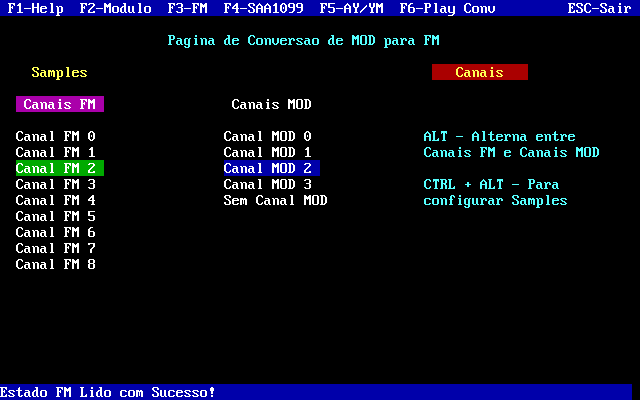 F1-Help F2-Modulo F3-FM F4-SAA1099 F5-AY/YM F6-Play Conv ESC-Sair
Pagina de Conversao de MOD para FM
Samples Canais
Canais FM Canais MOD
Canal FM 0 Canal MOD 0 ALT - Alterna entre
Canal FM 1 Canal MOD 1 Canais FM e Canais MOD
Canal FM 2 Canal MOD 2
Canal FM 3 Canal MOD 3 CTRL + ALT - Para
Canal FM 4 Sem Canal MOD configurar Samples
Canal FM 5
Canal FM 6
Canal FM 7
Canal FM 8
Estado FM Lido com Sucesso!